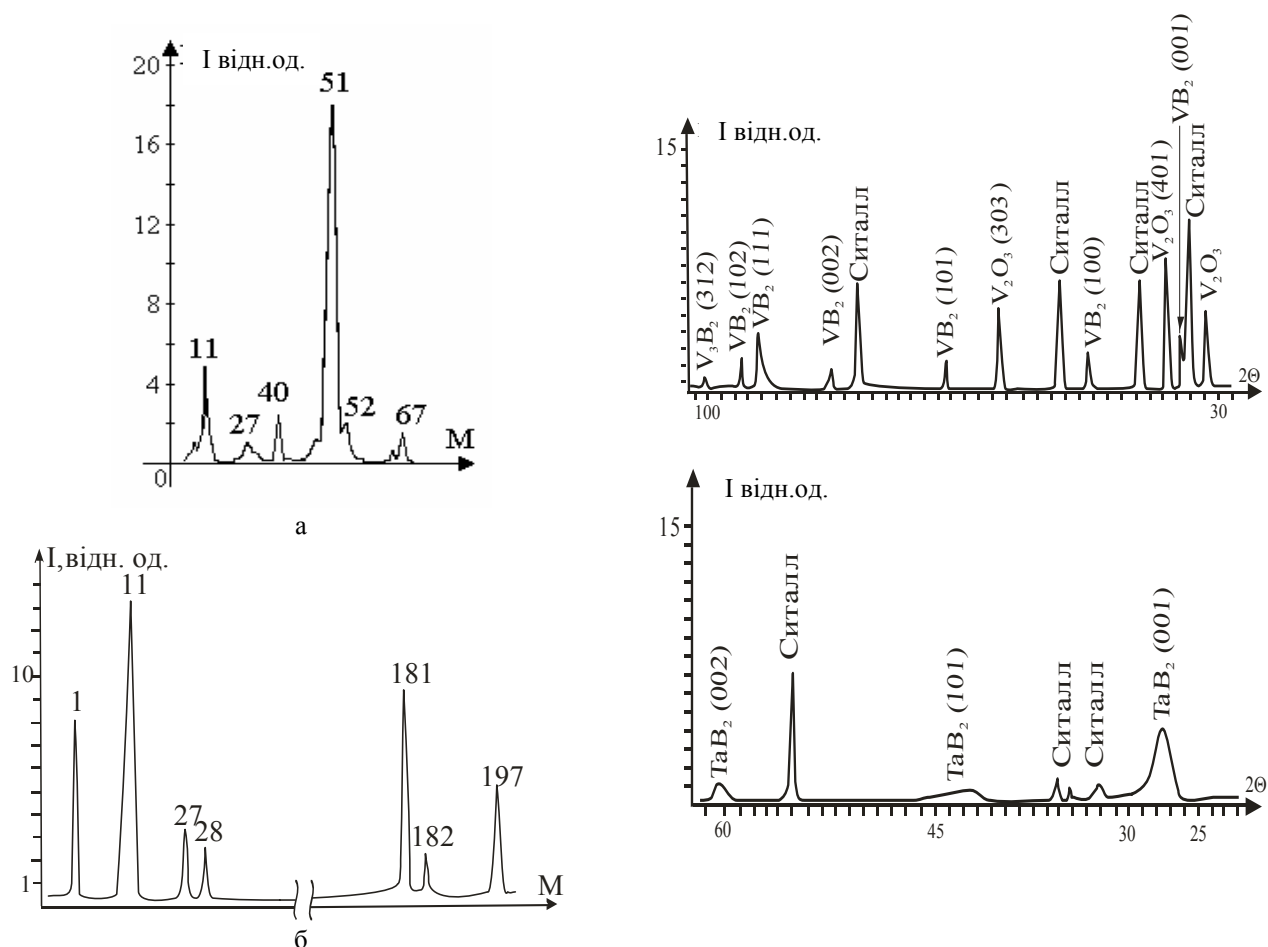 I відн.од.
20
16
12
8
4
0
11
27
40
51
52
67
M
а
I відн.од.
15
V₃B₂ (312)
VB₂ (102)
VB₂ (111)
VB₂ (002)
Ситалл
VB₂ (101)
V₂O₃ (303)
Ситалл
VB₂ (100)
Ситалл
V₂O₃ (401)
VB₂ (001)
Ситалл
V₂O₃
2Θ
100
30
I,відн. од.
10
1
1
11
27
28
181
182
197
M
б
I відн.од.
15
TaB₂ (002)
Ситалл
TaB₂ (101)
Ситалл
Ситалл
TaB₂ (001)
2Θ
60
45
30
25